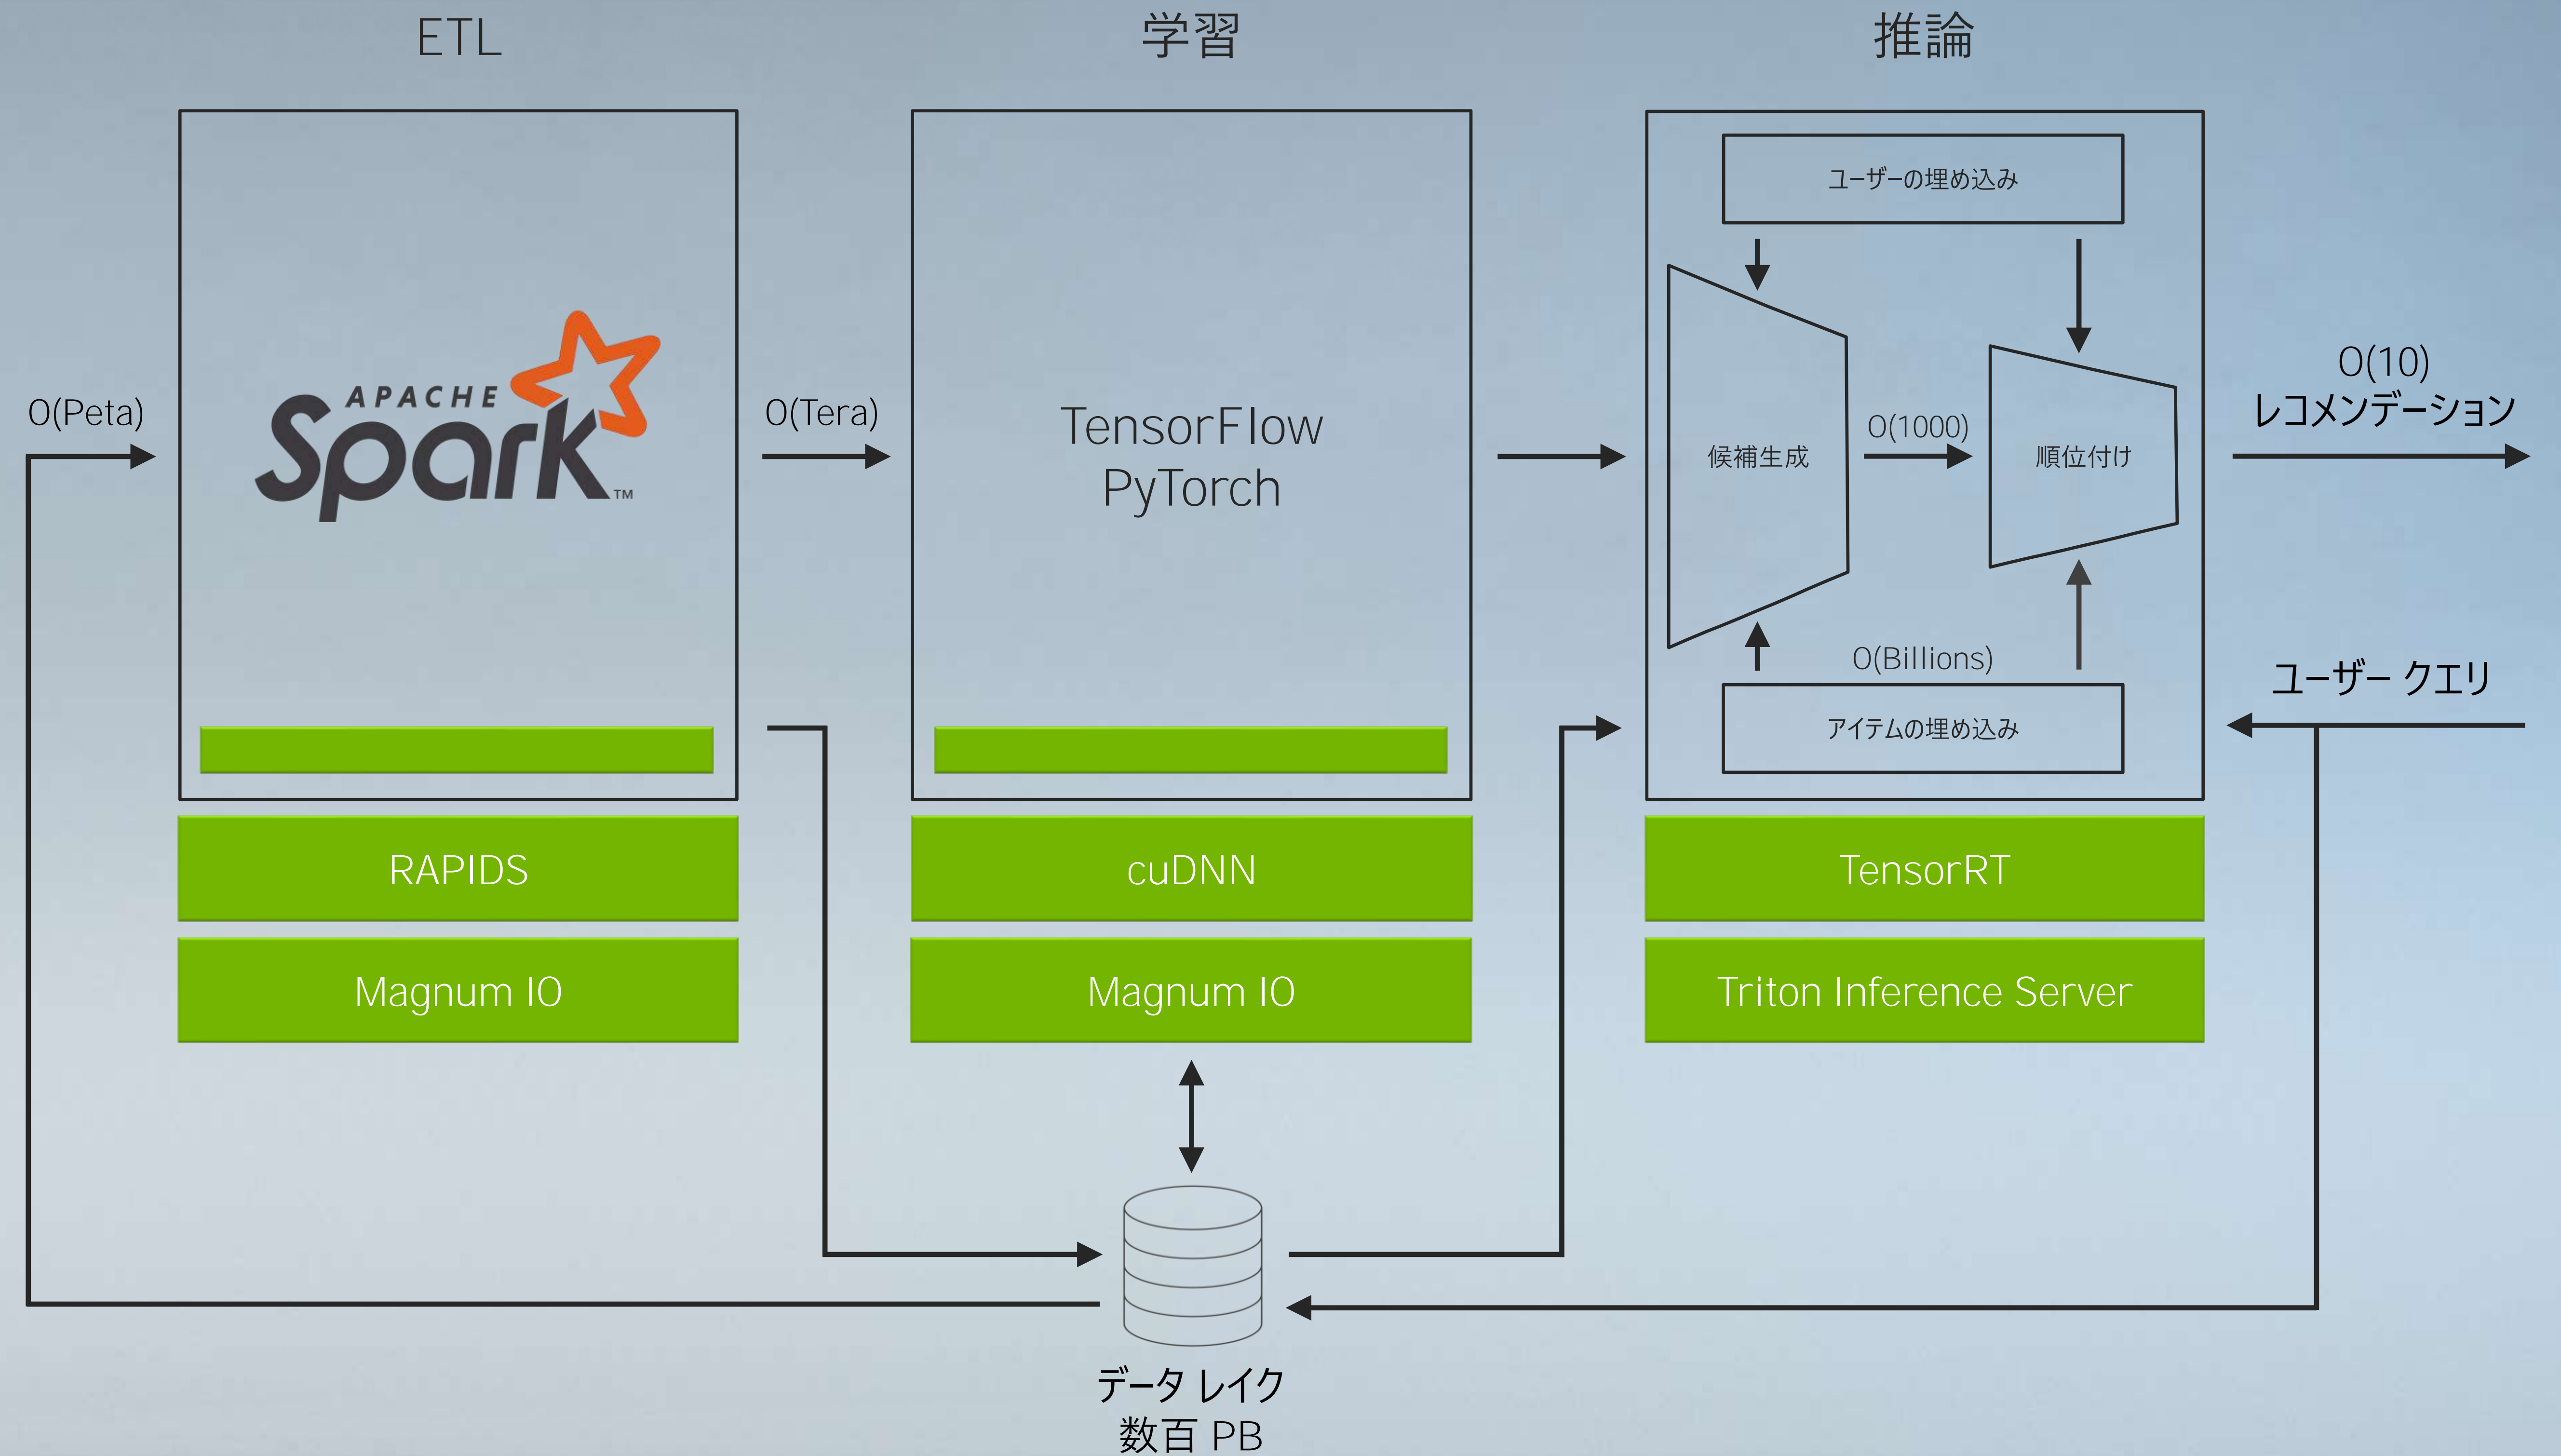 ETL
学習
推論
O(Peta)
APACHE
Spark
TM
O(Tera)
TensorFlow
PyTorch
ユーザーの埋め込み
候補生成
O(1000)
順位付け
O(Billions)
アイテムの埋め込み
O(10)
レコメンデーション
ユーザー クエリ
RAPIDS
cuDNN
TensorRT
Magnum IO
Magnum IO
Triton Inference Server
データ レイク
数百 PB